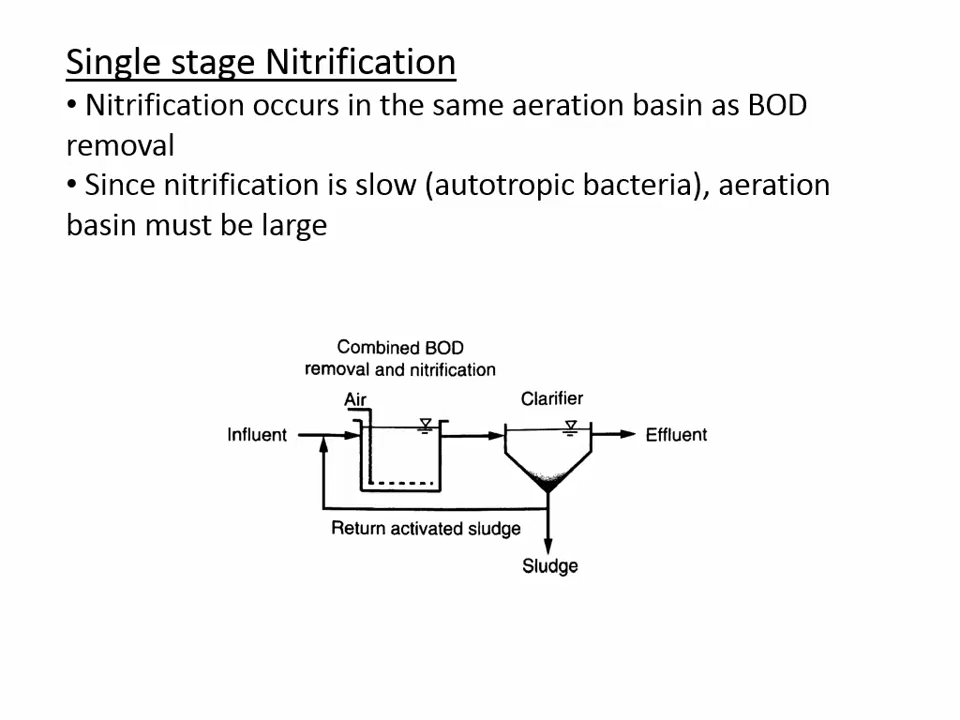 Single stage Nitrification
• Nitrification occurs in the same aeration basin as BOD
removal
• Since nitrification is slow (autotropic bacteria), aeration
basin must be large
Combined BOD
removal and nitrification
Air
Clarifier
Influent
Effluent
Return activated sludge
Sludge